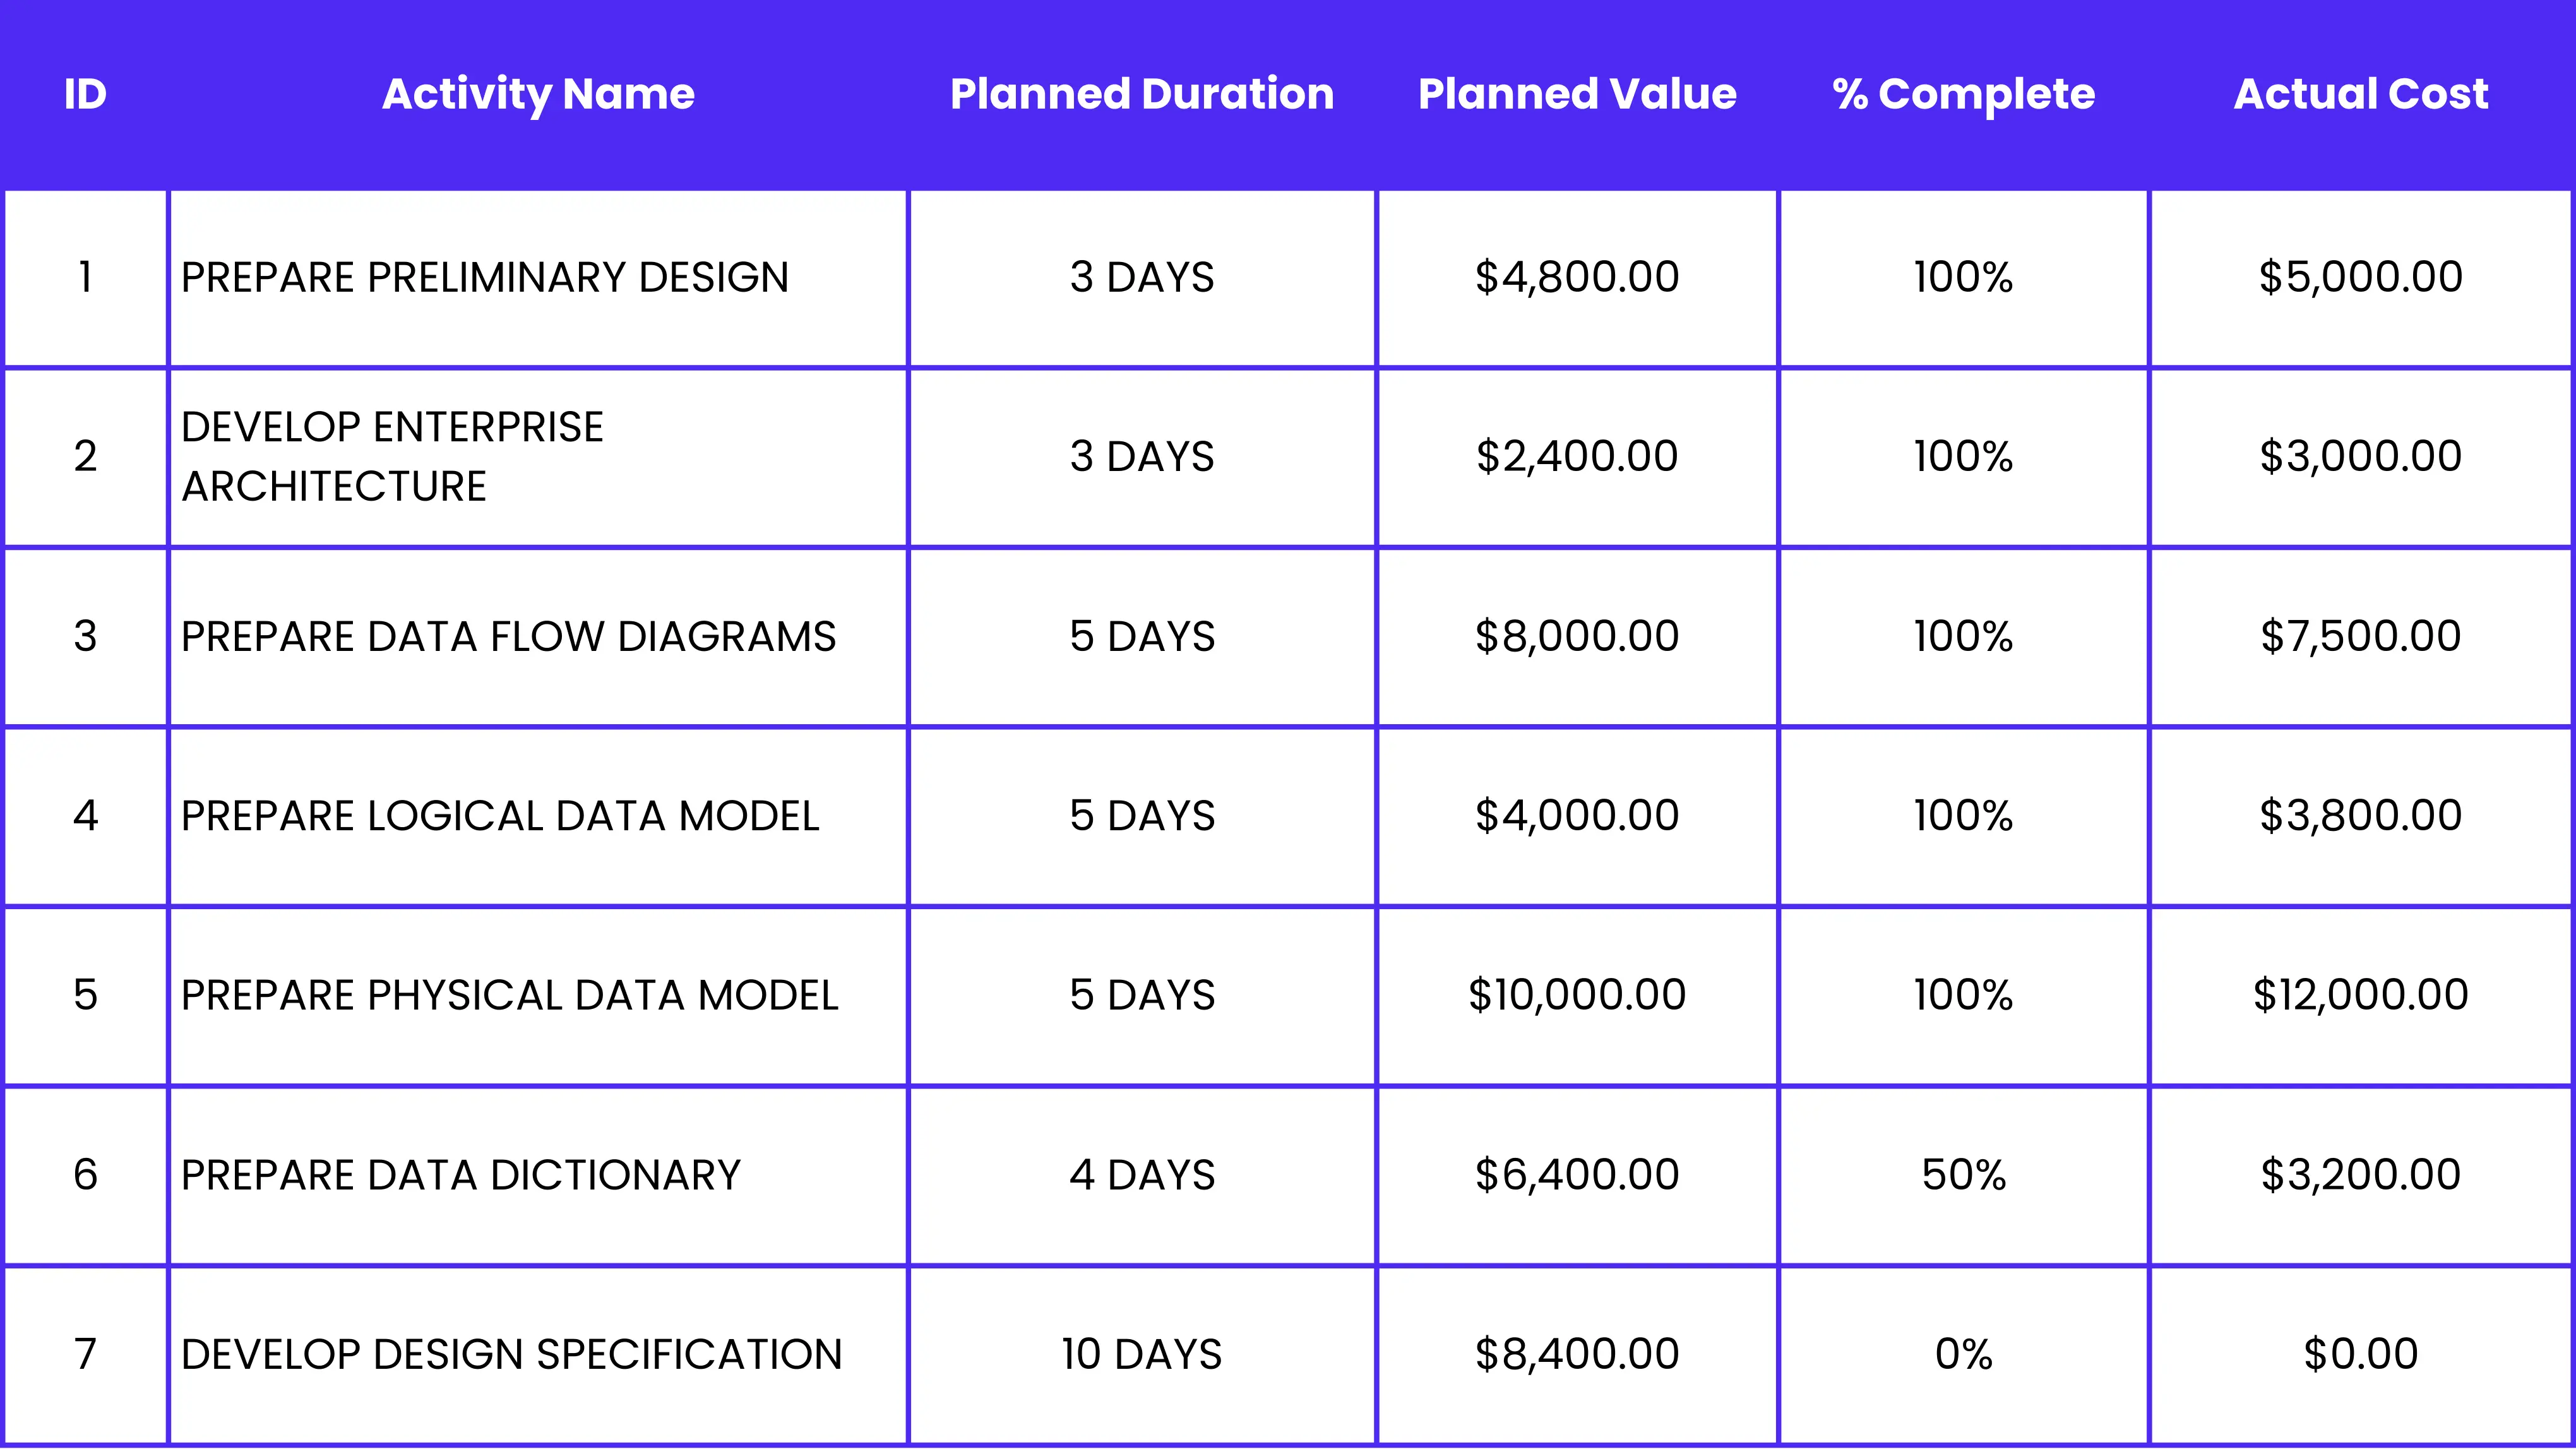 ID Activity Name Planned Duration Planned Value % Complete Actual Cost
1 PREPARE PRELIMINARY DESIGN 3 DAYS $4,800.00 100% $5,000.00
2 DEVELOP ENTERPRISE
ARCHITECTURE 3 DAYS $2,400.00 100% $3,000.00
3 PREPARE DATA FLOW DIAGRAMS 5 DAYS $8,000.00 100% $7,500.00
4 PREPARE LOGICAL DATA MODEL 5 DAYS $4,000.00 100% $3,800.00
5 PREPARE PHYSICAL DATA MODEL 5 DAYS $10,000.00 100% $12,000.00
6 PREPARE DATA DICTIONARY 4 DAYS $6,400.00 50% $3,200.00
7 DEVELOP DESIGN SPECIFICATION 10 DAYS $8,400.00 0% $0.00